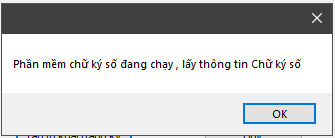 Phần mềm chữ ký số đang chạy , lấy thông tin Chữ ký số
OK